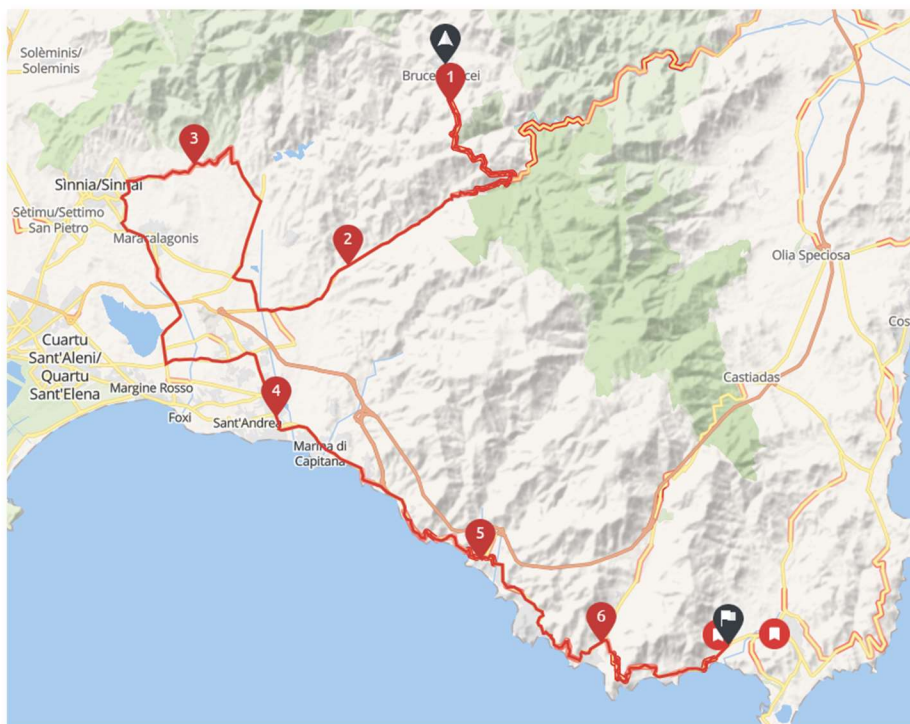 Solèminis/
Soleminis
1
3
Sìnnia/Sinnai
Sètimu/Settimo
San Pietro
Maracalagonis
2
Olia Speciosa
Cuartu
Sant'Aleni/
Quartu
Sant'Elena
Margine Rosso
Foxi
4
Sant'Andrea
Castiadas
Marina di
Capitana
5
6